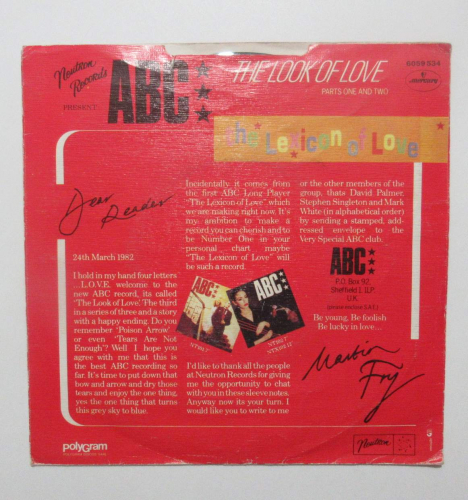 Neutron
Records
PRESENT:
ABC
THE LOOK OF LOVE
PARTS ONE AND TWO
mercury
the Lexicon of Love
Dear
Reader
24th March 1982
I hold in my hand four letters
...L.O.V.E. welcome to the
new ABC record, its called
'The Look of Love'. The third
in a series of three and a story
with a happy ending. Do you
remember 'Poison Arrow'
or even "Tears Are Not
Enough"? Well I hope you
agree with me that this is
the best ABC recording so
far. It's time to put down that
bow and arrow and dry those
tears and enjoy the one thing,
yes the one thing that turns
this grey sky to blue.
Incidentally it comes from
the first ABC Long Player
"The Lexicon of Love" which
we are making right now. It's
my ambition to make a
record you can cherish and to
be Number One in your
personal chart maybe
"The Lexicon of Love" will
be such a record.
ABC
ABC
NT101
I'd like to thank all the people
at Neutron Records for giving
me the opportunity to chat
with you in these sleeve notes.
Anyway now its your turn. I
would like you to write to me
or the other members of the
group, thats David Palmer,
Stephen Singleton and Mark
White (in alphabetical order)
by sending a stamped, add-
ressed envelope to the
Very Special ABC club:
ABC
P.O. Box 92,
Sheffield
U.K.
Be young, Be foolish
Be lucky in love...
Martin
Fry
polyGram
Neutron